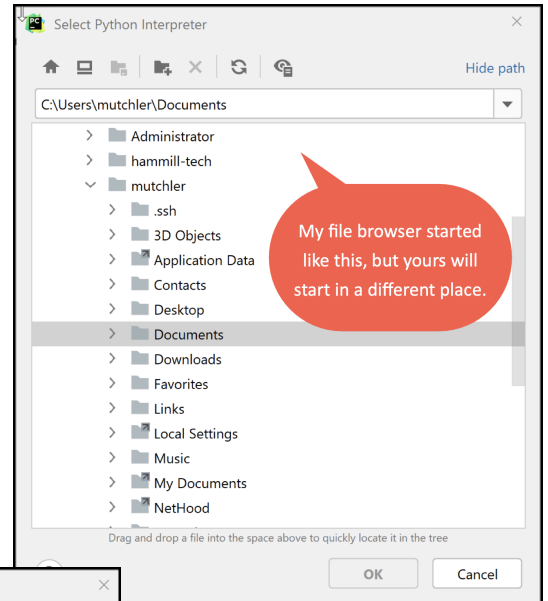 PC
Select Python Interpreter
Hide path
C:\Users\mutchler\Documents
Administrator
hammill-tech
mutchler
.ssh
3D Objects
Application Data
Contacts
Desktop
Documents
Downloads
Favorites
Links
Local Settings
Music
My Documents
NetHood
My file browser started
like this, but yours will
start in a different place.
Drag and drop a file into the space above to quickly locate it in the tree
OK
Cancel